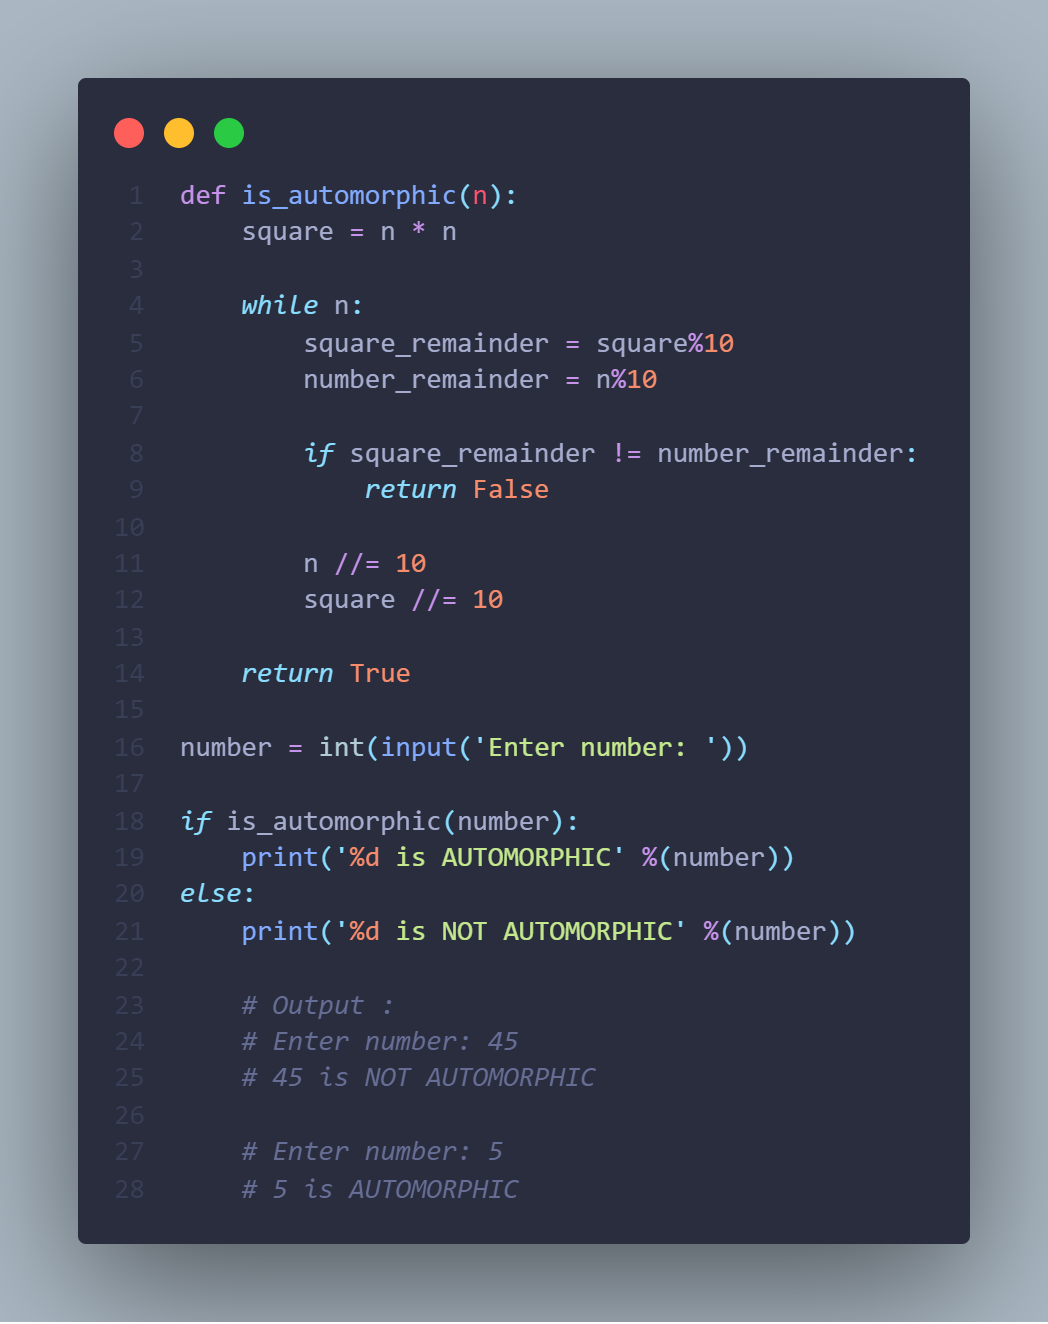 1 def is_automorphic(n):
2     square = n * n
3
4     while n:
5         square_remainder = square%10
6         number_remainder = n%10
7
8         if square_remainder != number_remainder:
9             return False
10
11         n //= 10
12         square //= 10
13
14     return True
15
16 number = int(input('Enter number: '))
17
18 if is_automorphic(number):
19     print('%d is AUTOMORPHIC' %(number))
20 else:
21     print('%d is NOT AUTOMORPHIC' %(number))
22
23     # Output :
24     # Enter number: 45
25     # 45 is NOT AUTOMORPHIC
26
27     # Enter number: 5
28     # 5 is AUTOMORPHIC